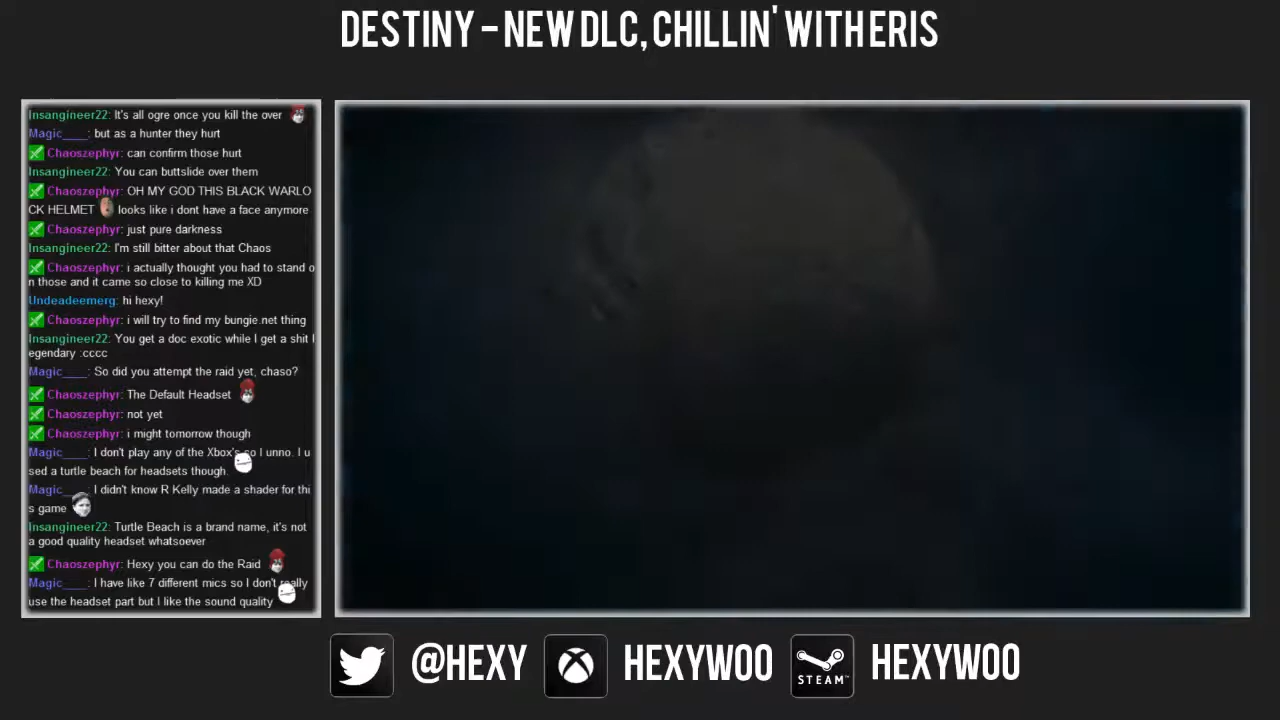 DESTINY - NEW DLC, CHILLIN' WITH ERIS
Insangineer22: It's all ogre once you kill the over
Magic____: but as a hunter they hurt
Chaoszephyr: can confirm those hurt
Insangineer22: You can buttslide over them
Chaoszephyr: OH MY GOD THIS BLACK WARLO
CK HELMET looks like i dont have a face anymore
Chaoszephyr: just pure darkness
Insangineer22: I'm still bitter about that Chaos
Chaoszephyr: i actually thought you had to stand o
n those and it came so close to killing me XD
Undeadeemerg: hi hexy!
Chaoszephyr: i will try to find my bungie.net thing
Insangineer22: You get a doc exotic while I get a shit l
egendary :cccc
Magic____: So did you attempt the raid yet, chaso?
Chaoszephyr: The Default Headset
Chaoszephyr: not yet
Chaoszephyr: i might tomorrow though
Magic____: I don't play any of the Xbox's so I unno. I u
sed a turtle beach for headsets though.
Magic____: I didn't know R Kelly made a shader for thi
s game
Insangineer22: Turtle Beach is a brand name, it's not
a good quality headset whatsoever
Chaoszephyr: Hexy you can do the Raid
Magic____: I have like 7 different mics so I don't really
use the headset part but I like the sound quality
@HEXY HEXYWOO STEAM™ HEXYWOO